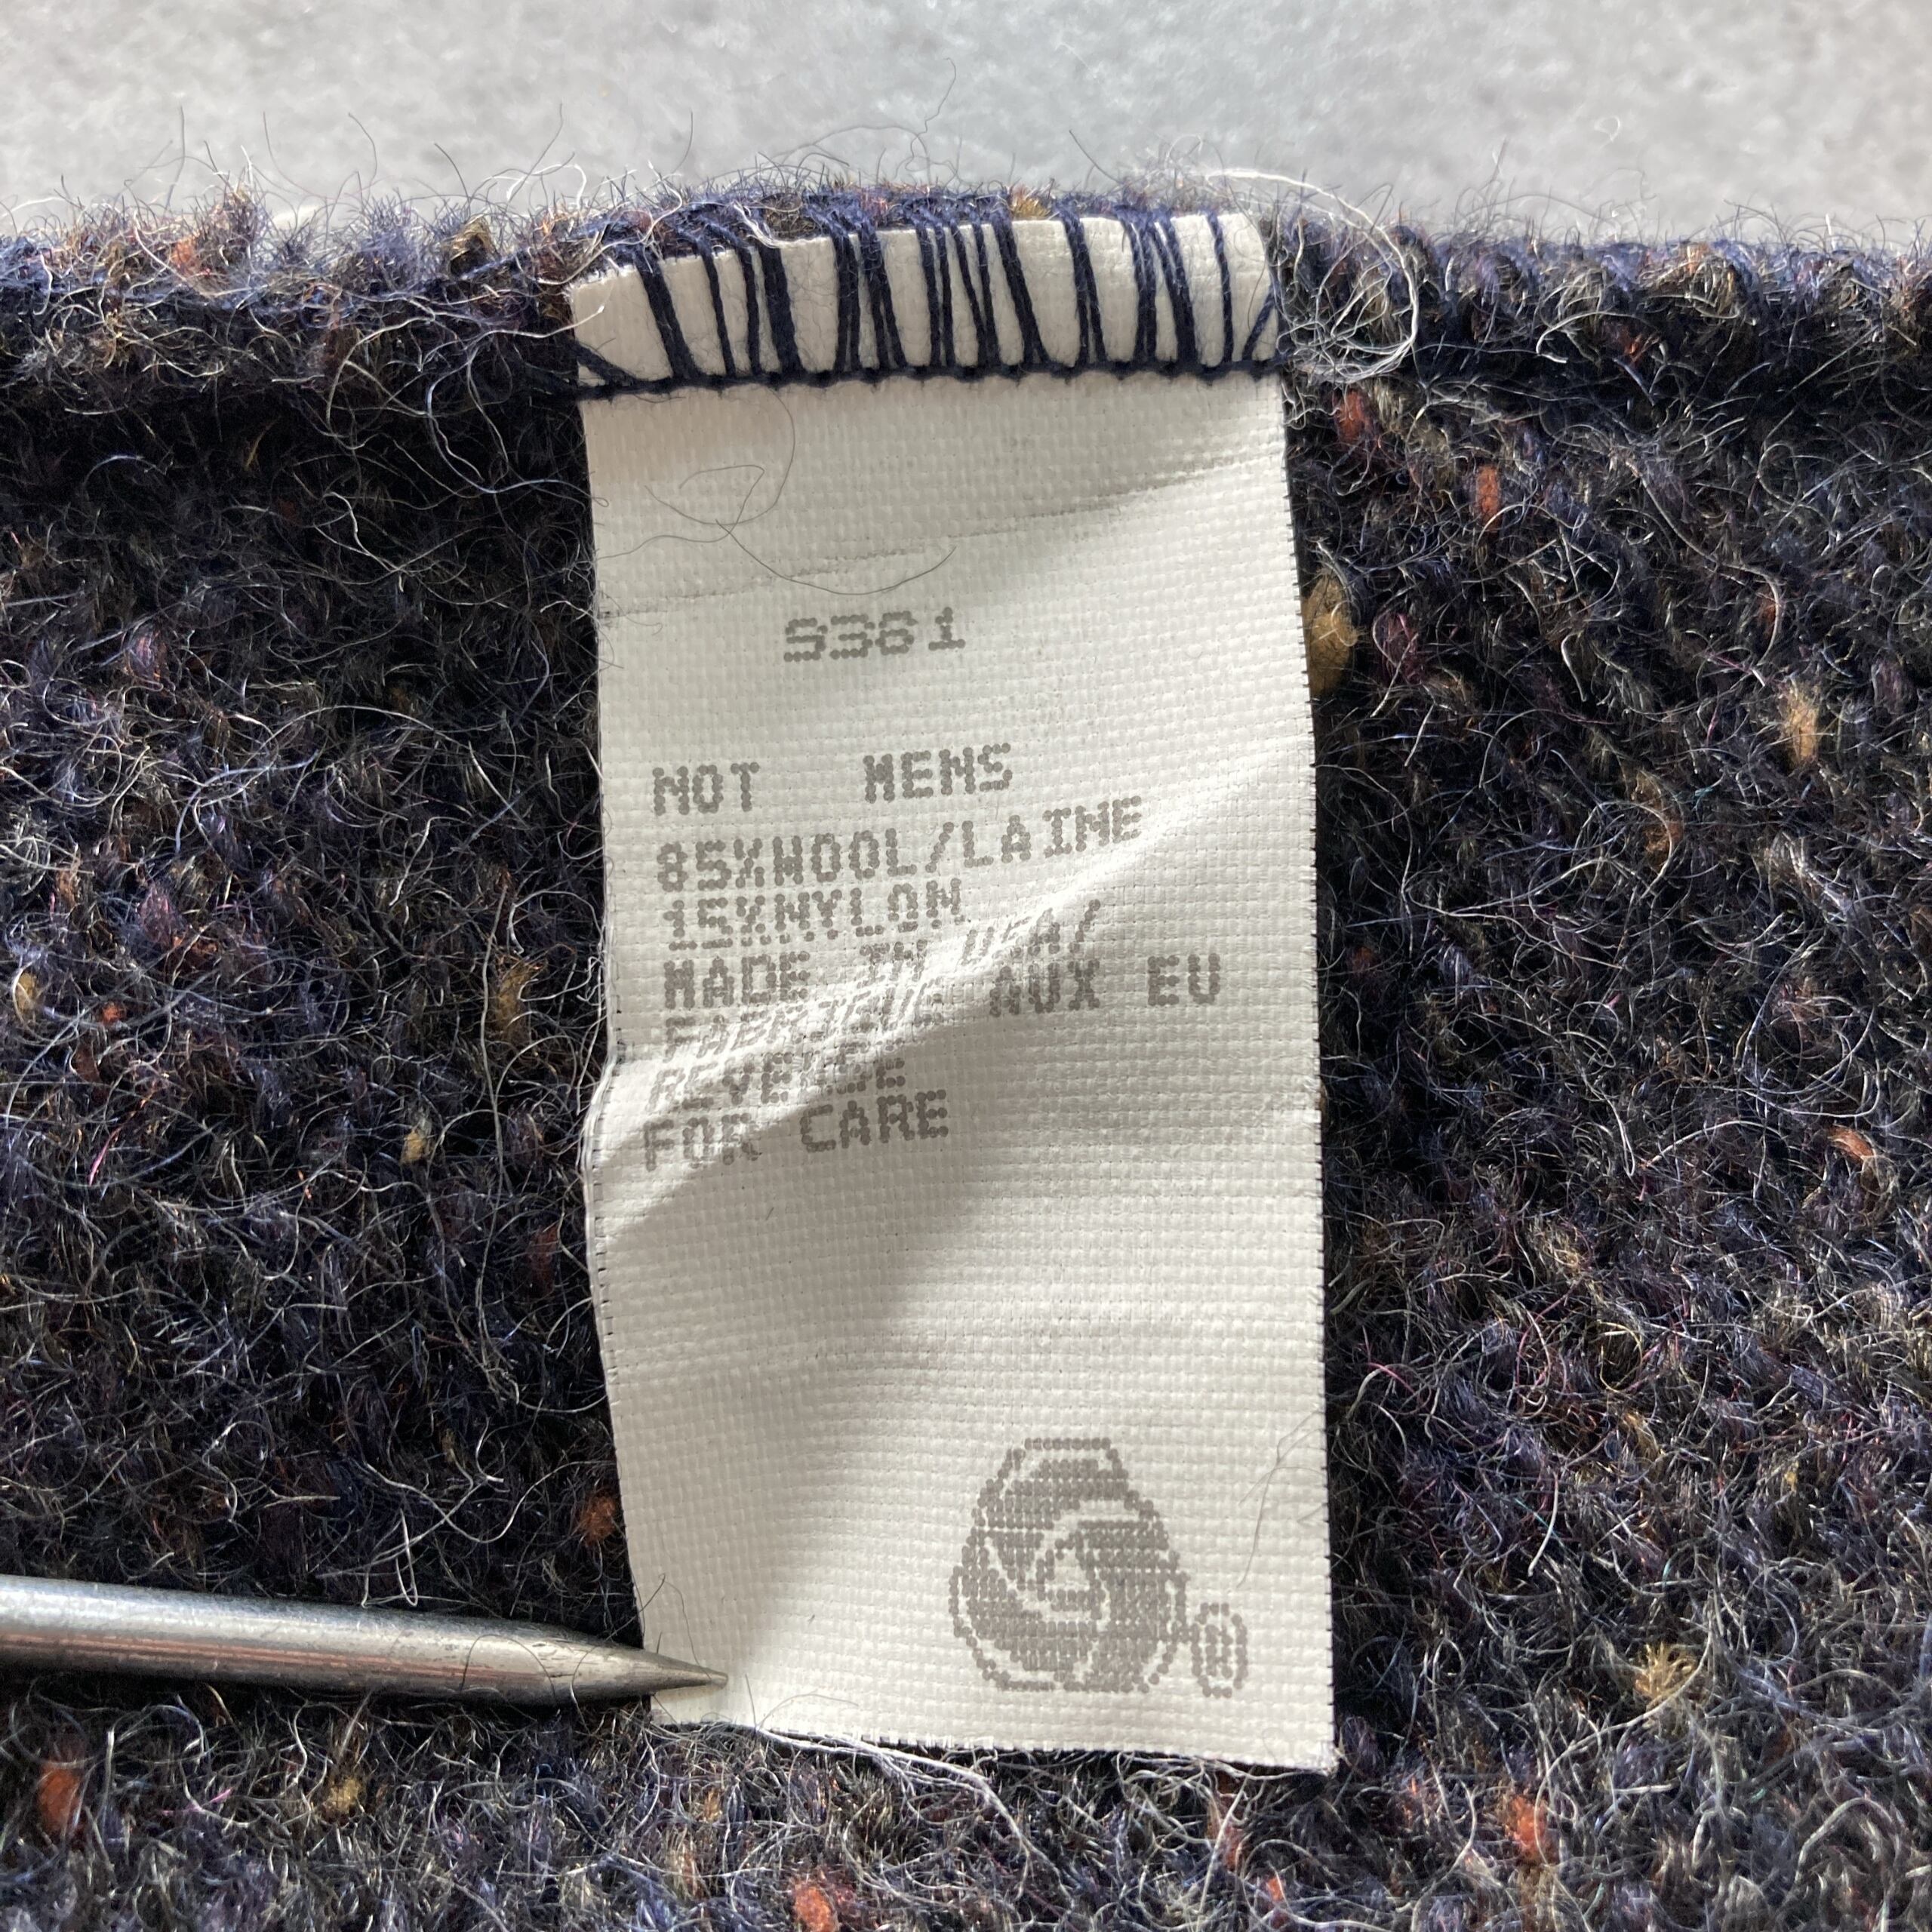 S361
NOT MENS
85%WOOL/LAINE
15%NYLON
MADE IN USA/
FABRIQUE AUX EU
REVERSE
FOR CARE
®